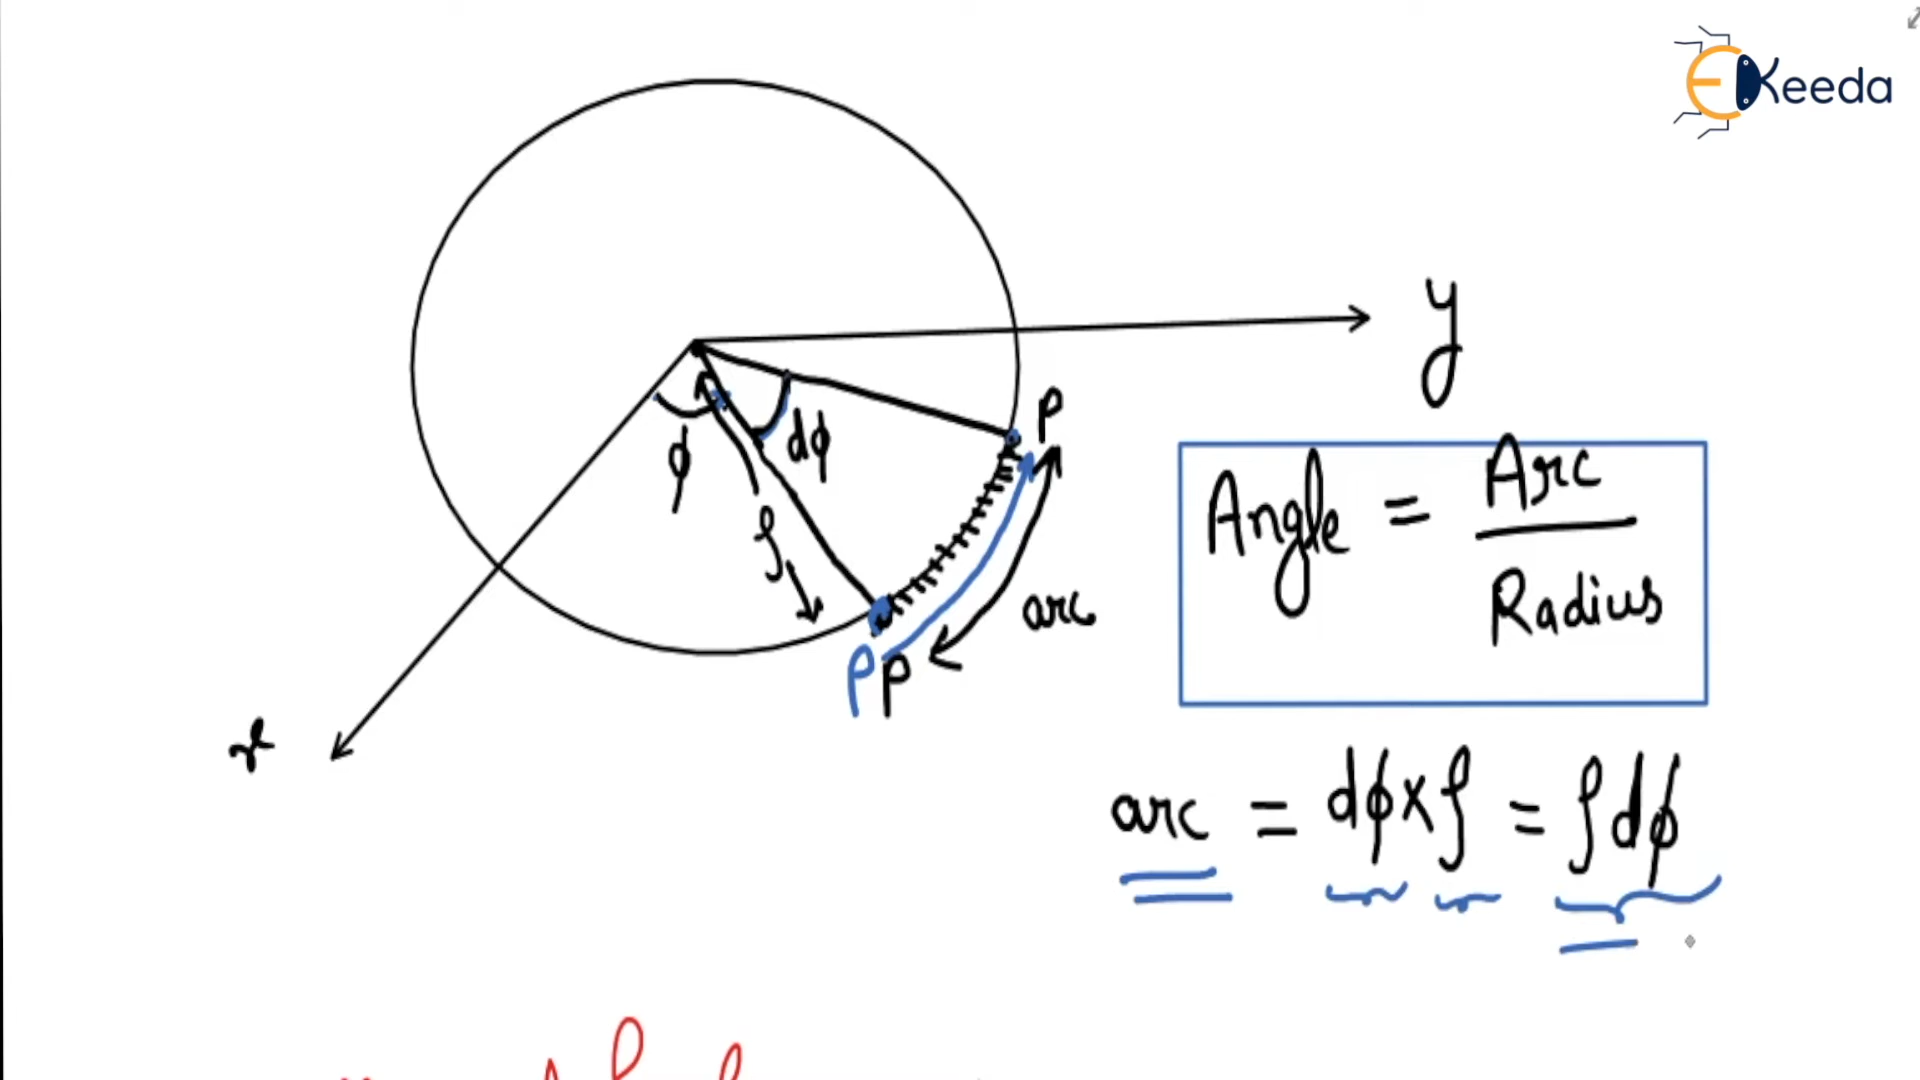 EKeeda
y
P
ϕ
dϕ
ρ
Angle = Arc / Radius
arc
P P
x
arc = dϕ x ρ = ρdϕ